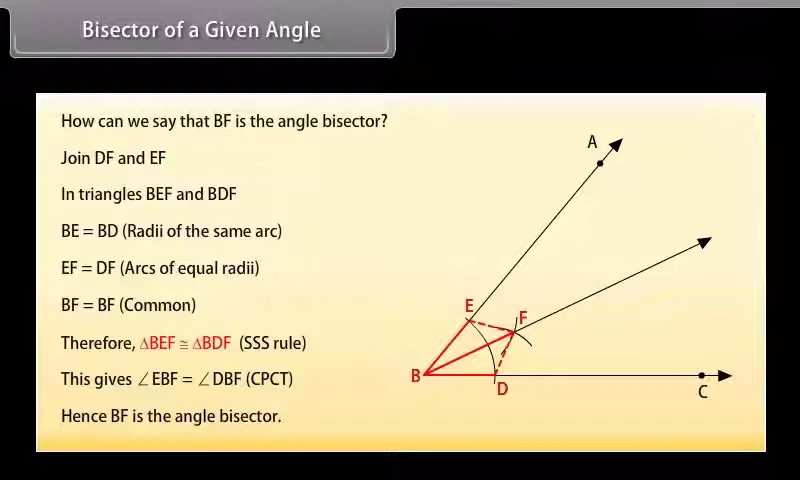 Bisector of a Given Angle
How can we say that BF is the angle bisector?
Join DF and EF
In triangles BEF and BDF
BE = BD (Radii of the same arc)
EF = DF (Arcs of equal radii)
BF = BF (Common)
Therefore, ΔBEF ≅ ΔBDF (SSS rule)
This gives ∠EBF = ∠DBF (CPCT)
Hence BF is the angle bisector.
A
E
F
B
D
C